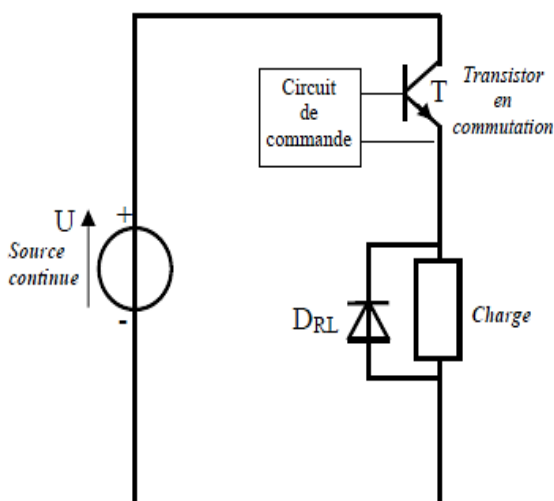 Circuit
de
commande
T
Transistor
en
commutation
U
+
Source
continue
-
DRL
Charge